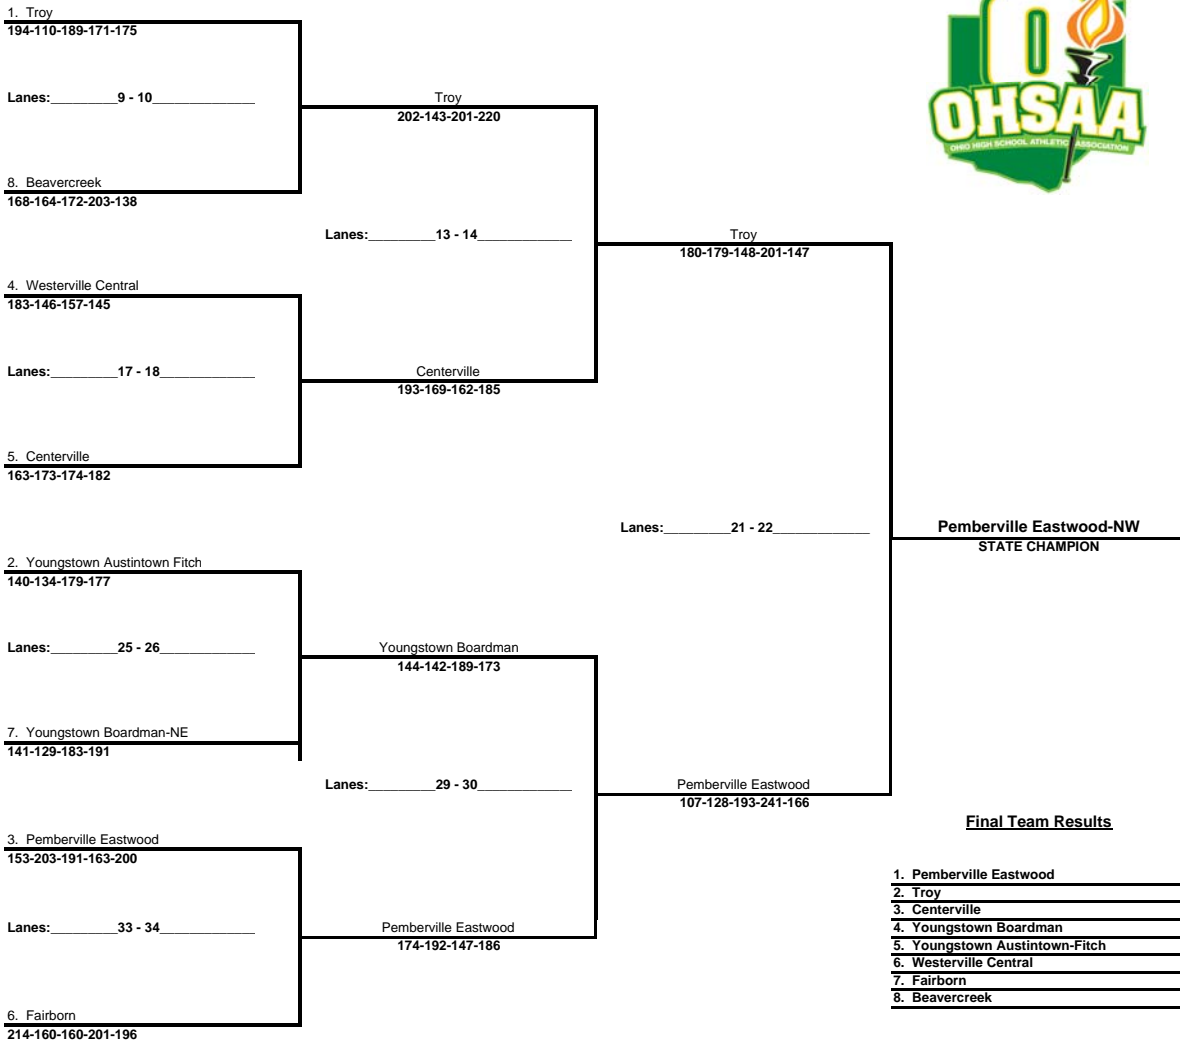 1. Troy
194-110-189-171-175
Lanes:_________9 - 10______________
8. Beavercreek
168-164-172-203-138
4. Westerville Central
183-146-157-145
Lanes:_________17 - 18_____________
5. Centerville
163-173-174-182
2. Youngstown Austintown Fitch
140-134-179-177
Lanes:_________25 - 26_____________
7. Youngstown Boardman-NE
141-129-183-191
3. Pemberville Eastwood
153-203-191-163-200
Lanes:_________33 - 34_____________
6. Fairborn
214-160-160-201-196
Troy
202-143-201-220
Lanes:_________13 - 14_____________
Centerville
193-169-162-185
Youngstown Boardman
144-142-189-173
Lanes:_________29 - 30_____________
Pemberville Eastwood
174-192-147-186
Troy
180-179-148-201-147
Lanes:_________21 - 22_____________
Pemberville Eastwood
107-128-193-241-166
OHSAA
OHIO HIGH SCHOOL ATHLETIC ASSOCIATION
Pemberville Eastwood-NW
STATE CHAMPION
Final Team Results
1. Pemberville Eastwood
2. Troy
3. Centerville
4. Youngstown Boardman
5. Youngstown Austintown-Fitch
6. Westerville Central
7. Fairborn
8. Beavercreek